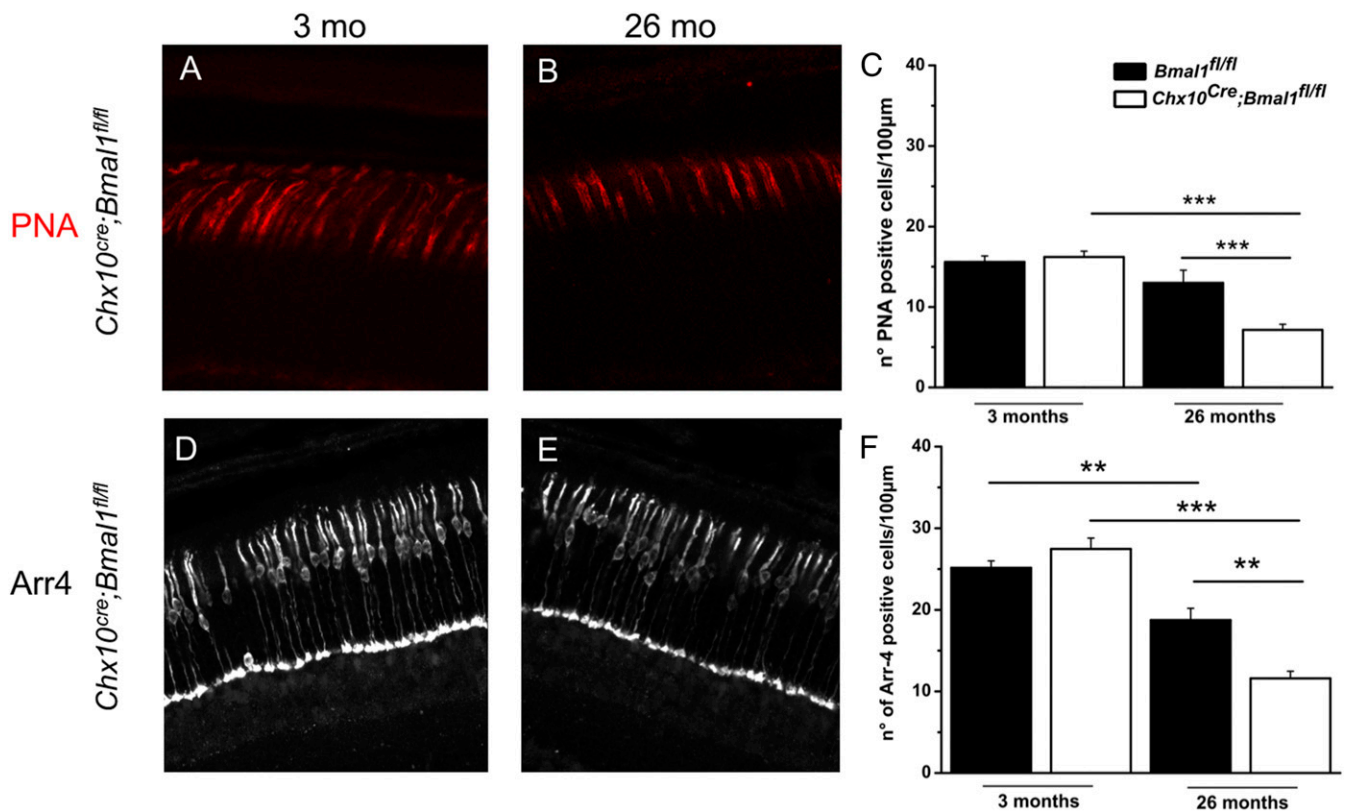 3 mo
26 mo
PNA
Chx10cre;Bmal1fl/fl
A
B
C
n° PNA positive cells/100µm
40
30
20
10
0
Bmal1fl/fl
Chx10Cre;Bmal1fl/fl
***
***
3 months
26 months
Arr4
Chx10cre;Bmal1fl/fl
D
E
F
n° of Arr-4 positive cells/100µm
40
30
20
10
0
**
***
**
3 months
26 months